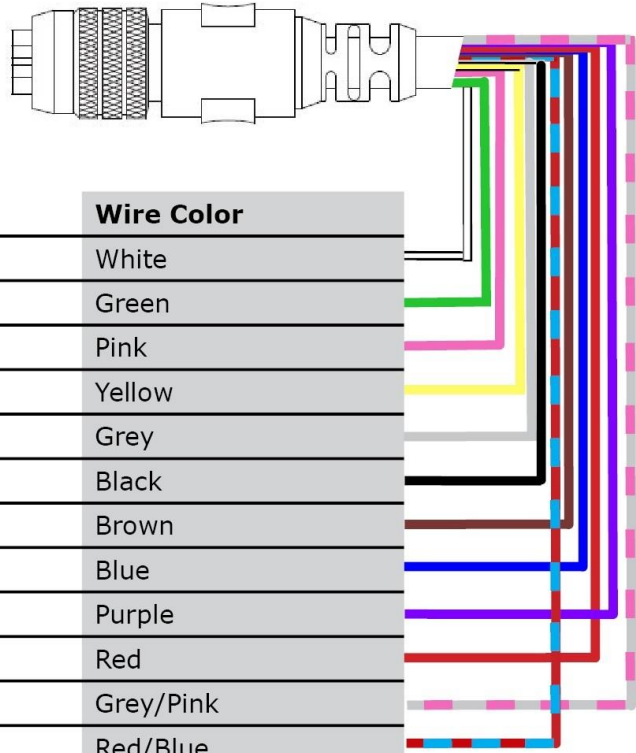 Wire Color
White
Green
Pink
Yellow
Grey
Black
Brown
Blue
Purple
Red
Grey/Pink
Red/Blue